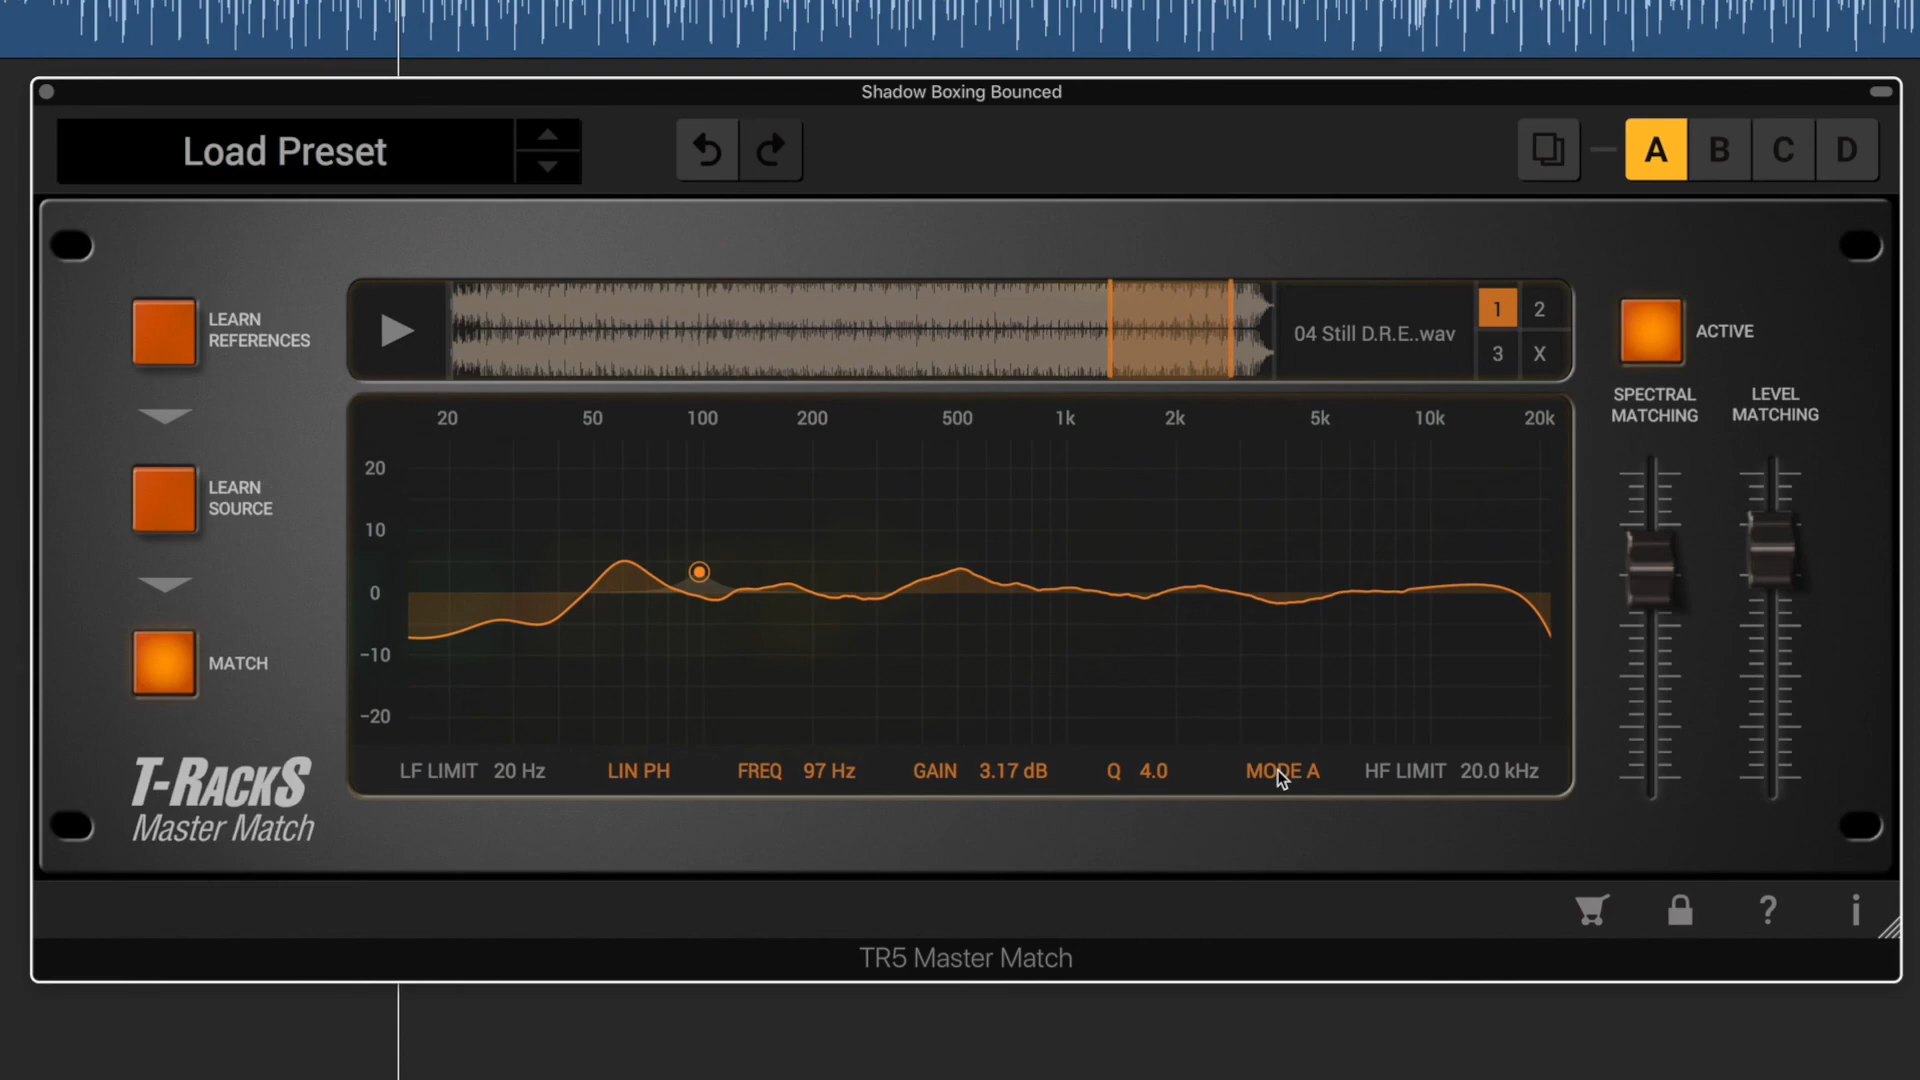 Shadow Boxing Bounced
Load Preset
A B C D
LEARN
REFERENCES
04 Still D.R.E..wav
1 2
3 X
ACTIVE
SPECTRAL
MATCHING
LEVEL
MATCHING
20 50 100 200 500 1k 2k 5k 10k 20k
20
10
0
-10
-20
LEARN
SOURCE
MATCH
LF LIMIT 20 Hz LIN PH FREQ 97 Hz GAIN 3.17 dB Q 4.0 MODE A HF LIMIT 20.0 kHz
T-RackS
Master Match
? i
TR5 Master Match